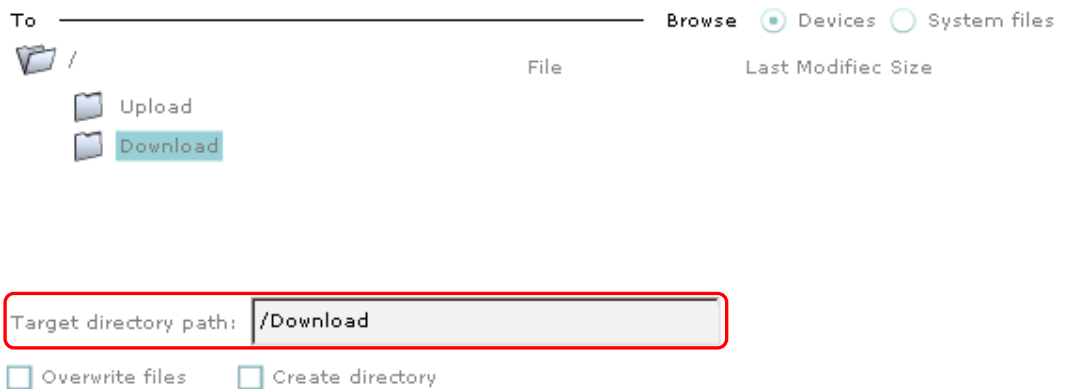 To Browse Devices System files
/ File Last Modifiec Size
Upload
Download
Target directory path: /Download
Overwrite files Create directory